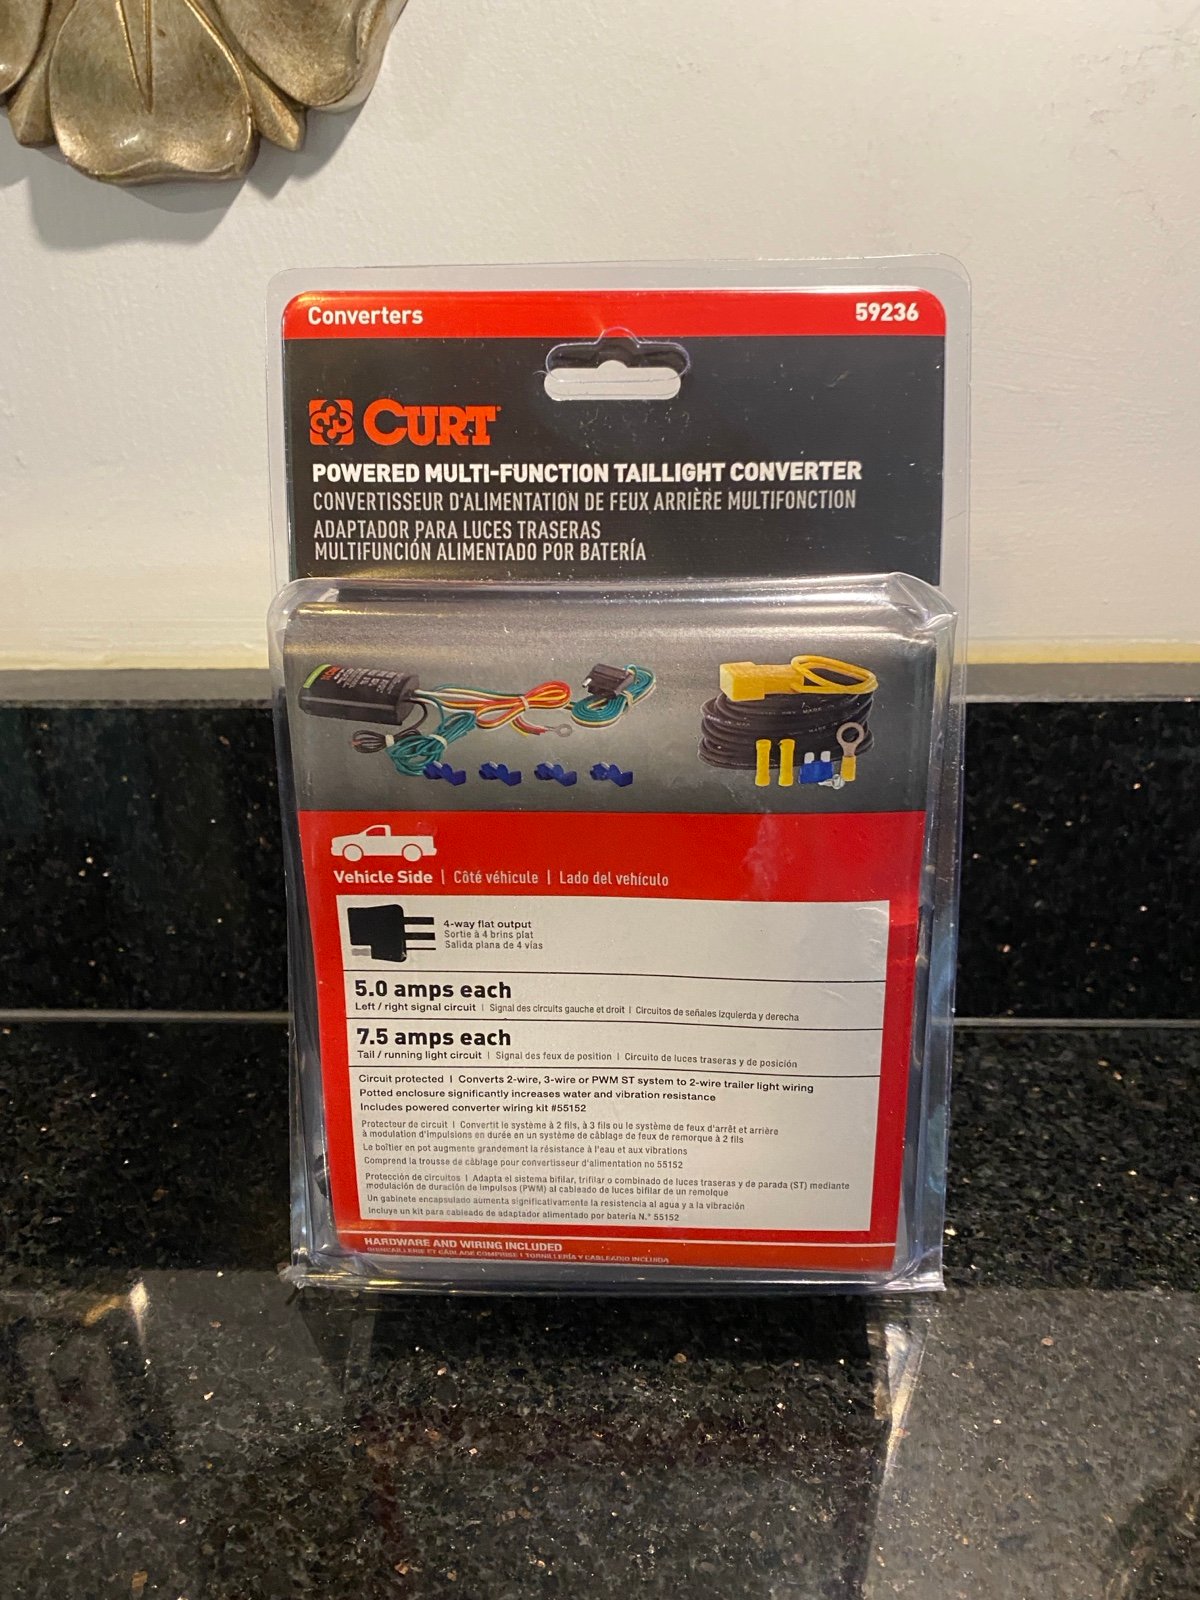 Converters 59236
CURT
POWERED MULTI-FUNCTION TAILLIGHT CONVERTER
CONVERTISSEUR D'ALIMENTATION DE FEUX ARRIÈRE MULTIFONCTION
ADAPTADOR PARA LUCES TRASERAS
MULTIFUNCIÓN ALIMENTADO POR BATERÍA
Vehicle Side | Côté véhicule | Lado del vehículo
4-way flat output
Sortie à 4 brins plat
Salida plana de 4 vías
5.0 amps each
Left / right signal circuit | Signal des circuits gauche et droit | Circuitos de señales izquierda y derecha
7.5 amps each
Tail / running light circuit | Signal des feux de position | Circuito de luces traseras y de posición
Circuit protected | Converts 2-wire, 3-wire or PWM ST system to 2-wire trailer light wiring
Potted enclosure significantly increases water and vibration resistance
Includes powered converter wiring kit #55152
Protecteur de circuit | Convertit le système à 2 fils, à 3 fils ou le système de feux d'arrêt et arrière
à modulation d'impulsions en durée en un système de câblage de feux de remorque à 2 fils
Le boîtier en pot augmente grandement la résistance à l'eau et aux vibrations
Comprend la trousse de câblage pour convertisseur d'alimentation no 55152
Protección de circuitos | Adapta el sistema bifilar, trifilar o combinado de luces traseras y de parada (ST) mediante
modulación de duración de impulsos (PWM) al cableado de luces bifilar de un remolque
Un gabinete encapsulado aumenta significativamente la resistencia al agua y a la vibración
Incluye un kit para cableado de adaptador alimentado por batería N.° 55152
HARDWARE AND WIRING INCLUDED
QUINCAILLERIE ET CÂBLAGE COMPRIS | TORNILLERÍA Y CABLEADO INCLUIDA